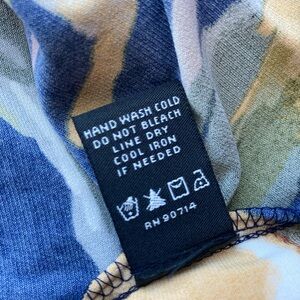 HAND WASH COLD
DO NOT BLEACH
LINE DRY
COOL IRON
IF NEEDED
RN 90714